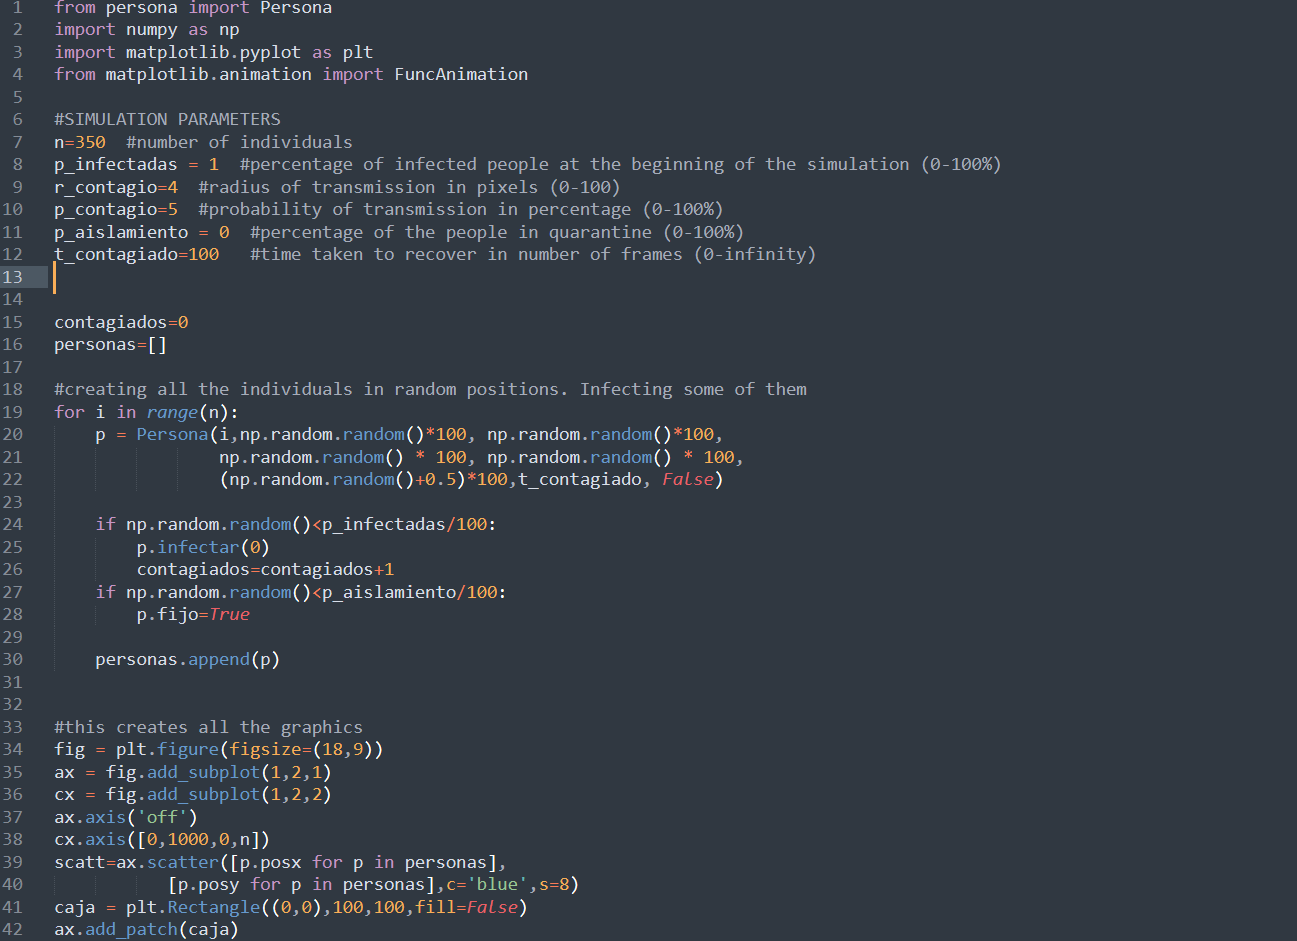 1 from persona import Persona
2 import numpy as np
3 import matplotlib.pyplot as plt
4 from matplotlib.animation import FuncAnimation
5
6 #SIMULATION PARAMETERS
7 n=350  #number of individuals
8 p_infectadas = 1  #percentage of infected people at the beginning of the simulation (0-100%)
9 r_contagio=4  #radius of transmission in pixels (0-100)
10 p_contagio=5  #probability of transmission in percentage (0-100%)
11 p_aislamiento = 0  #percentage of the people in quarantine (0-100%)
12 t_contagiado=100   #time taken to recover in number of frames (0-infinity)
13
14
15 contagiados=0
16 personas=[]
17
18 #creating all the individuals in random positions. Infecting some of them
19 for i in range(n):
20     p = Persona(i,np.random.random()*100, np.random.random()*100,
21                 np.random.random() * 100, np.random.random() * 100,
22                 (np.random.random()+0.5)*100,t_contagiado, False)
23
24     if np.random.random()<p_infectadas/100:
25         p.infectar(0)
26         contagiados=contagiados+1
27     if np.random.random()<p_aislamiento/100:
28         p.fijo=True
29
30     personas.append(p)
31
32
33 #this creates all the graphics
34 fig = plt.figure(figsize=(18,9))
35 ax = fig.add_subplot(1,2,1)
36 cx = fig.add_subplot(1,2,2)
37 ax.axis('off')
38 cx.axis([0,1000,0,n])
39 scatt=ax.scatter([p.posx for p in personas],
40            [p.posy for p in personas],c='blue',s=8)
41 caja = plt.Rectangle((0,0),100,100,fill=False)
42 ax.add_patch(caja)